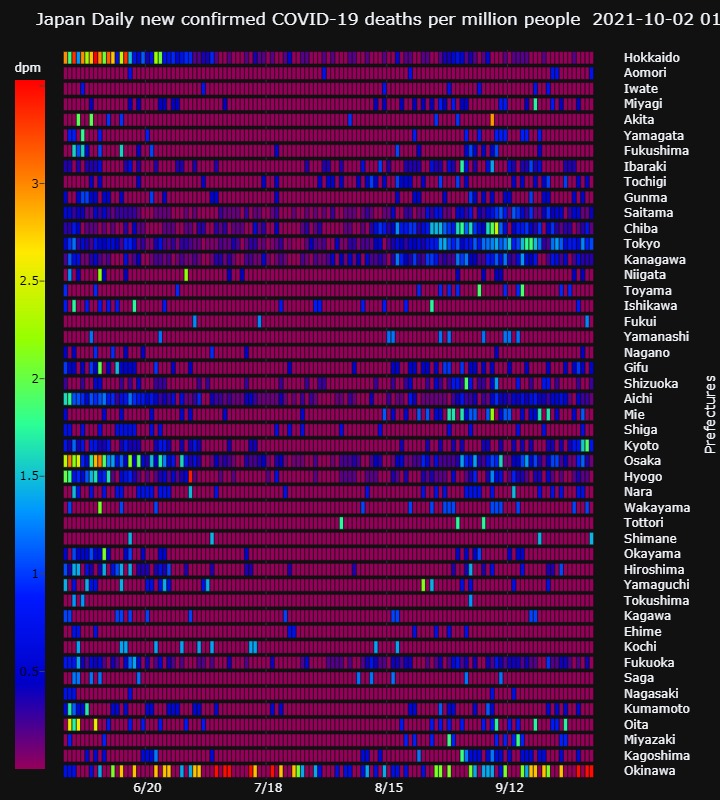 Japan Daily new confirmed COVID-19 deaths per million people 2021-10-02 01
dpm
3
2.5
2
1.5
1
0.5
Hokkaido
Aomori
Iwate
Miyagi
Akita
Yamagata
Fukushima
Ibaraki
Tochigi
Gunma
Saitama
Chiba
Tokyo
Kanagawa
Niigata
Toyama
Ishikawa
Fukui
Yamanashi
Nagano
Gifu
Shizuoka
Aichi
Mie
Shiga
Kyoto
Osaka
Hyogo
Nara
Wakayama
Tottori
Shimane
Okayama
Hiroshima
Yamaguchi
Tokushima
Kagawa
Ehime
Kochi
Fukuoka
Saga
Nagasaki
Kumamoto
Oita
Miyazaki
Kagoshima
Okinawa
Prefectures
6/20 7/18 8/15 9/12